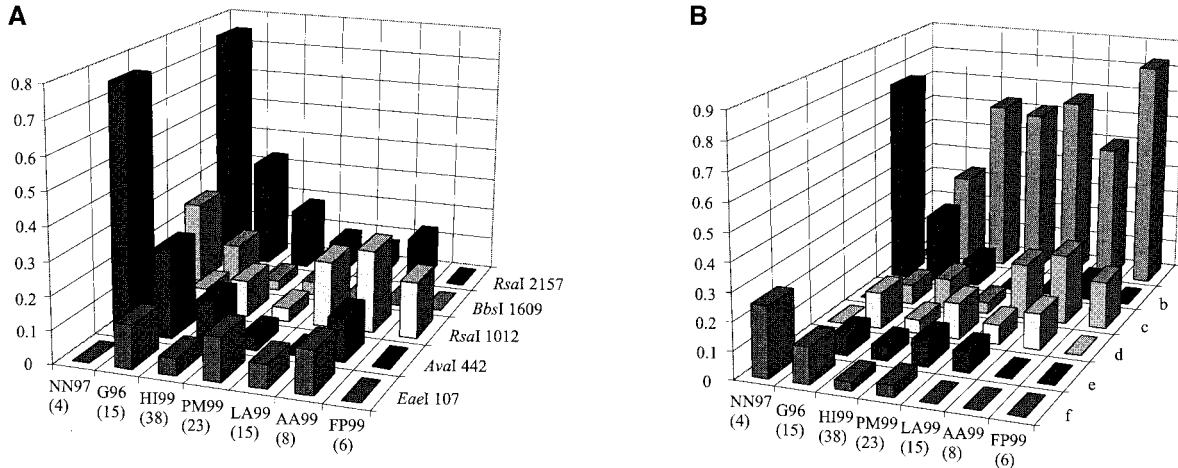 A
0.8
0.7
0.6
0.5
0.4
0.3
0.2
0.1
0
NN97
(4)
G96
(15)
HI99
(38)
PM99
(23)
LA99
(15)
AA99
(8)
FP99
(6)
RsaI 2157
BbsI 1609
RsaI 1012
AvaI 442
EaeI 107
B
0.9
0.8
0.7
0.6
0.5
0.4
0.3
0.2
0.1
0
NN97
(4)
G96
(15)
HI99
(38)
PM99
(23)
LA99
(15)
AA99
(8)
FP99
(6)
b
c
d
e
f